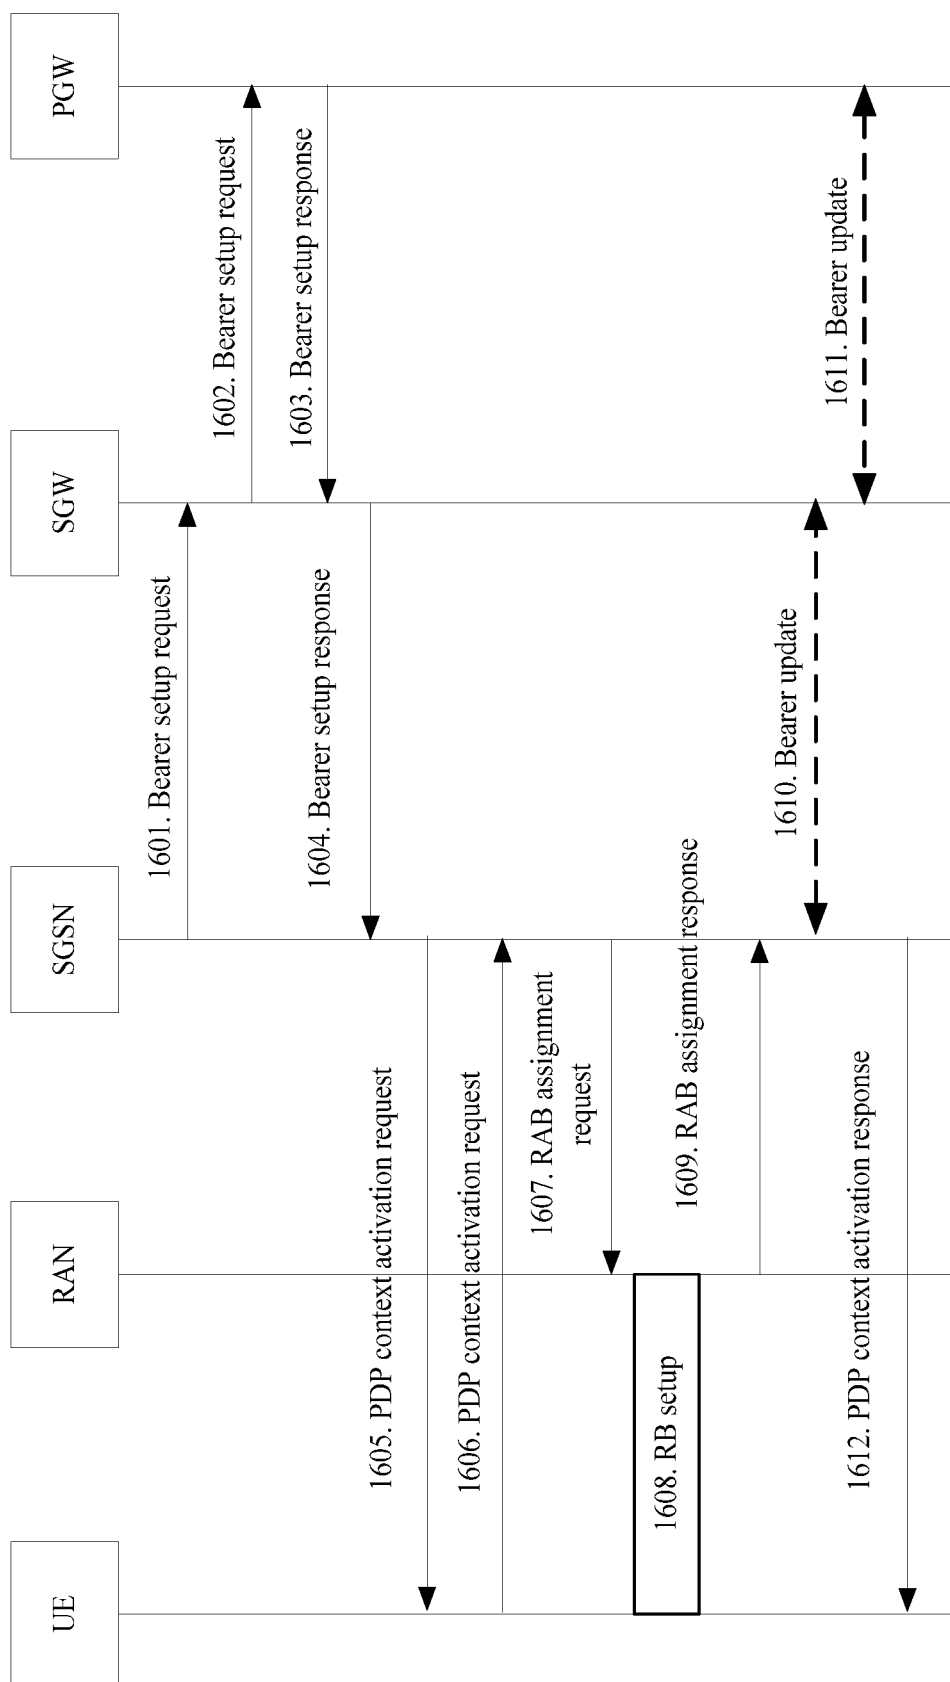 UE
RAN
SGSN
SGW
PGW
1601. Bearer setup request
1602. Bearer setup request
1603. Bearer setup response
1604. Bearer setup response
1605. PDP context activation request
1606. PDP context activation request
1607. RAB assignment
request
1608. RB setup
1609. RAB assignment response
1610. Bearer update
1611. Bearer update
1612. PDP context activation response